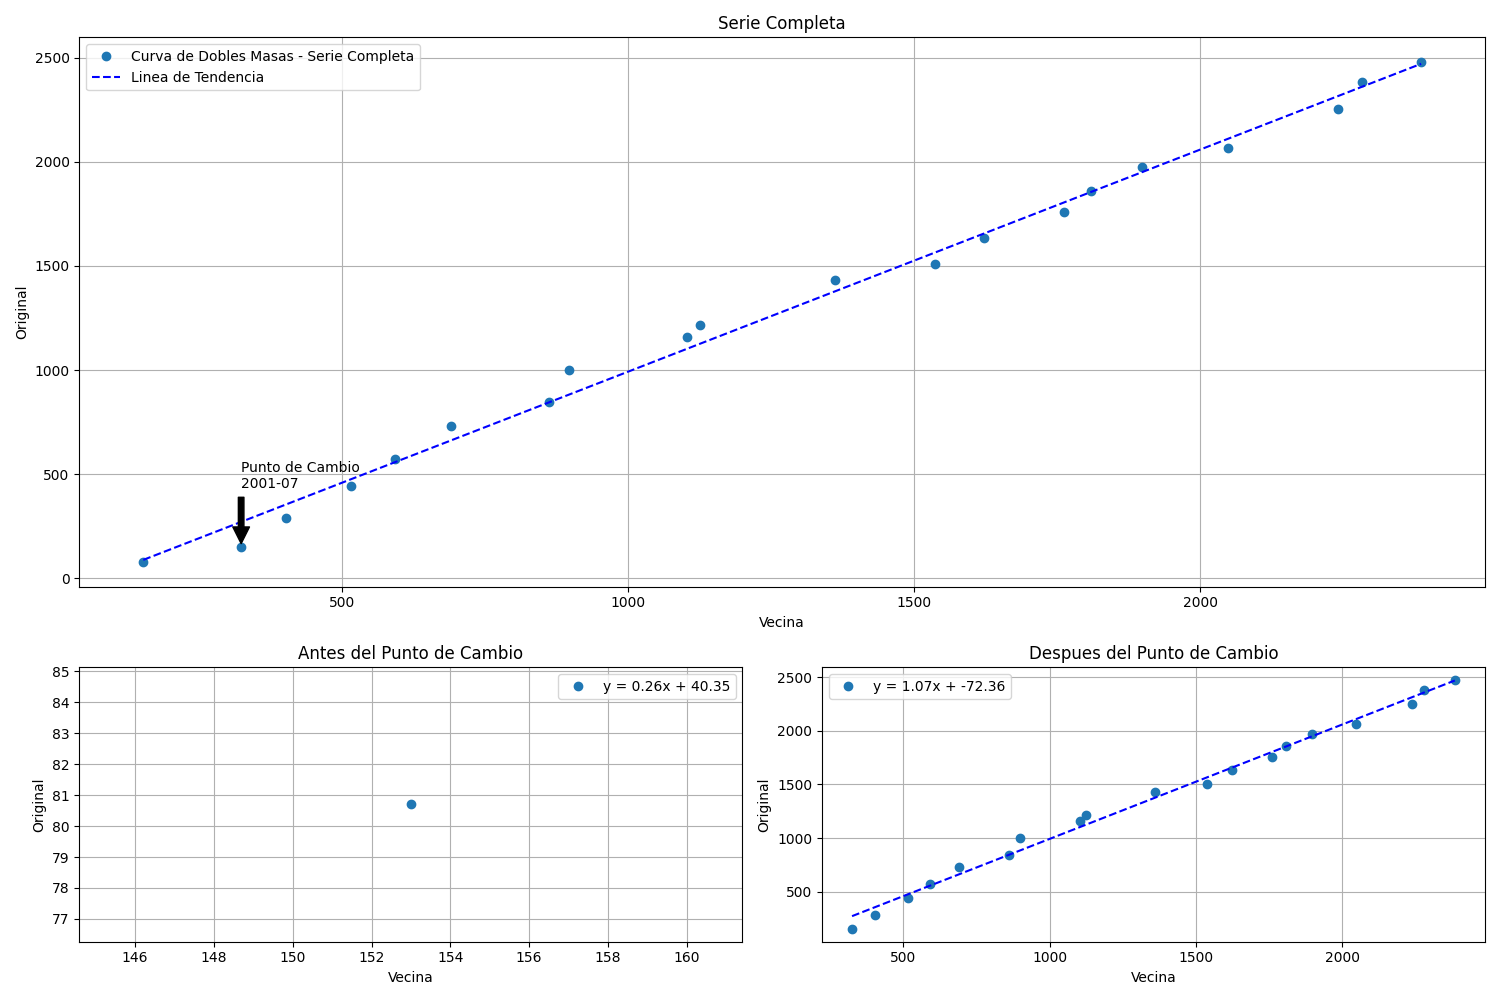 Serie Completa
Curva de Dobles Masas - Serie Completa
Linea de Tendencia
2500
2000
1500
1000
500
0
Original
Punto de Cambio
2001-07
500
1000
1500
2000
Vecina
Antes del Punto de Cambio
y = 0.26x + 40.35
85
84
83
82
81
80
79
78
77
Original
146
148
150
152
154
156
158
160
Vecina
Despues del Punto de Cambio
y = 1.07x + -72.36
2500
2000
1500
1000
500
Original
500
1000
1500
2000
Vecina